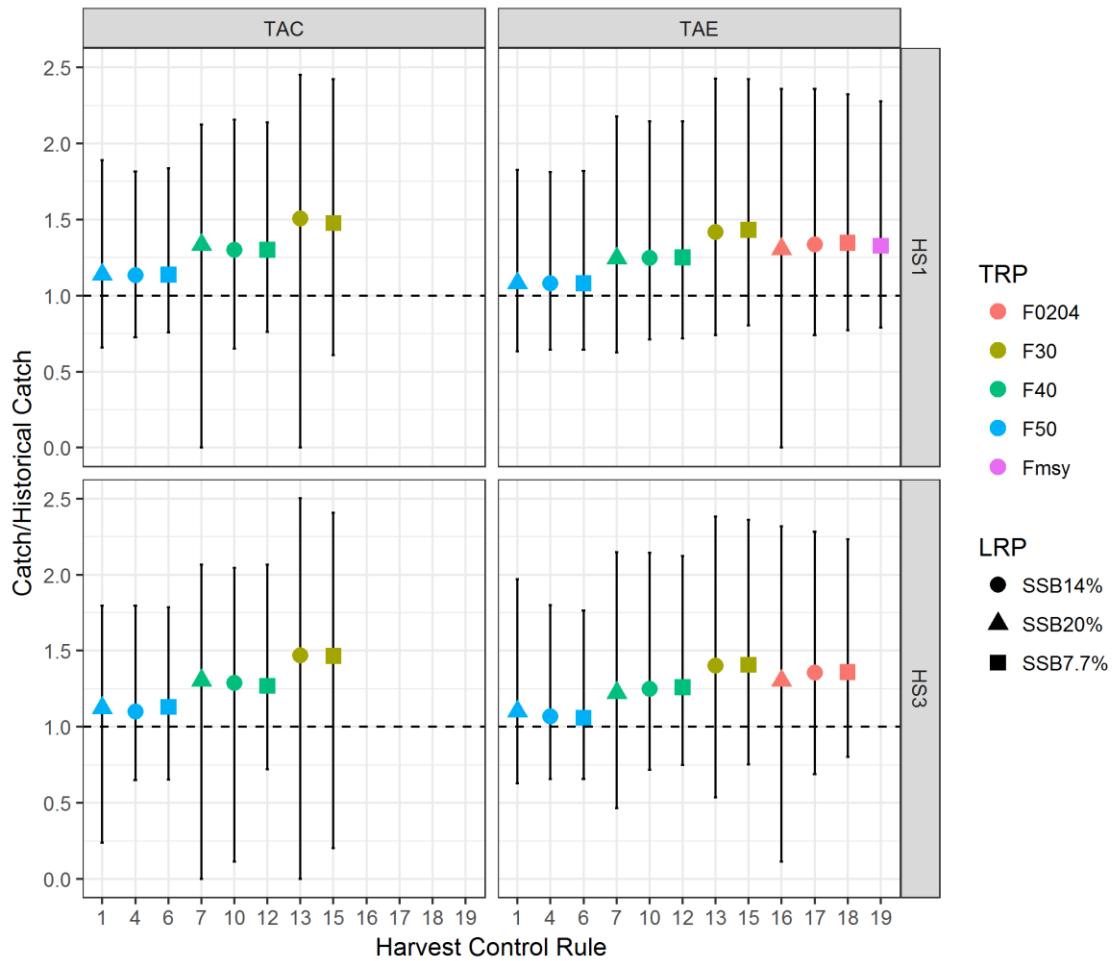 TAC
TAE
2.5
2.0
1.5
1.0
0.5
0.0
HS1
2.5
2.0
1.5
1.0
0.5
0.0
HS3
Catch/Historical Catch
1 4 6 7 10 12 13 15 16 17 18 19
1 4 6 7 10 12 13 15 16 17 18 19
Harvest Control Rule
TRP
F0204
F30
F40
F50
Fmsy
LRP
SSB14%
SSB20%
SSB7.7%